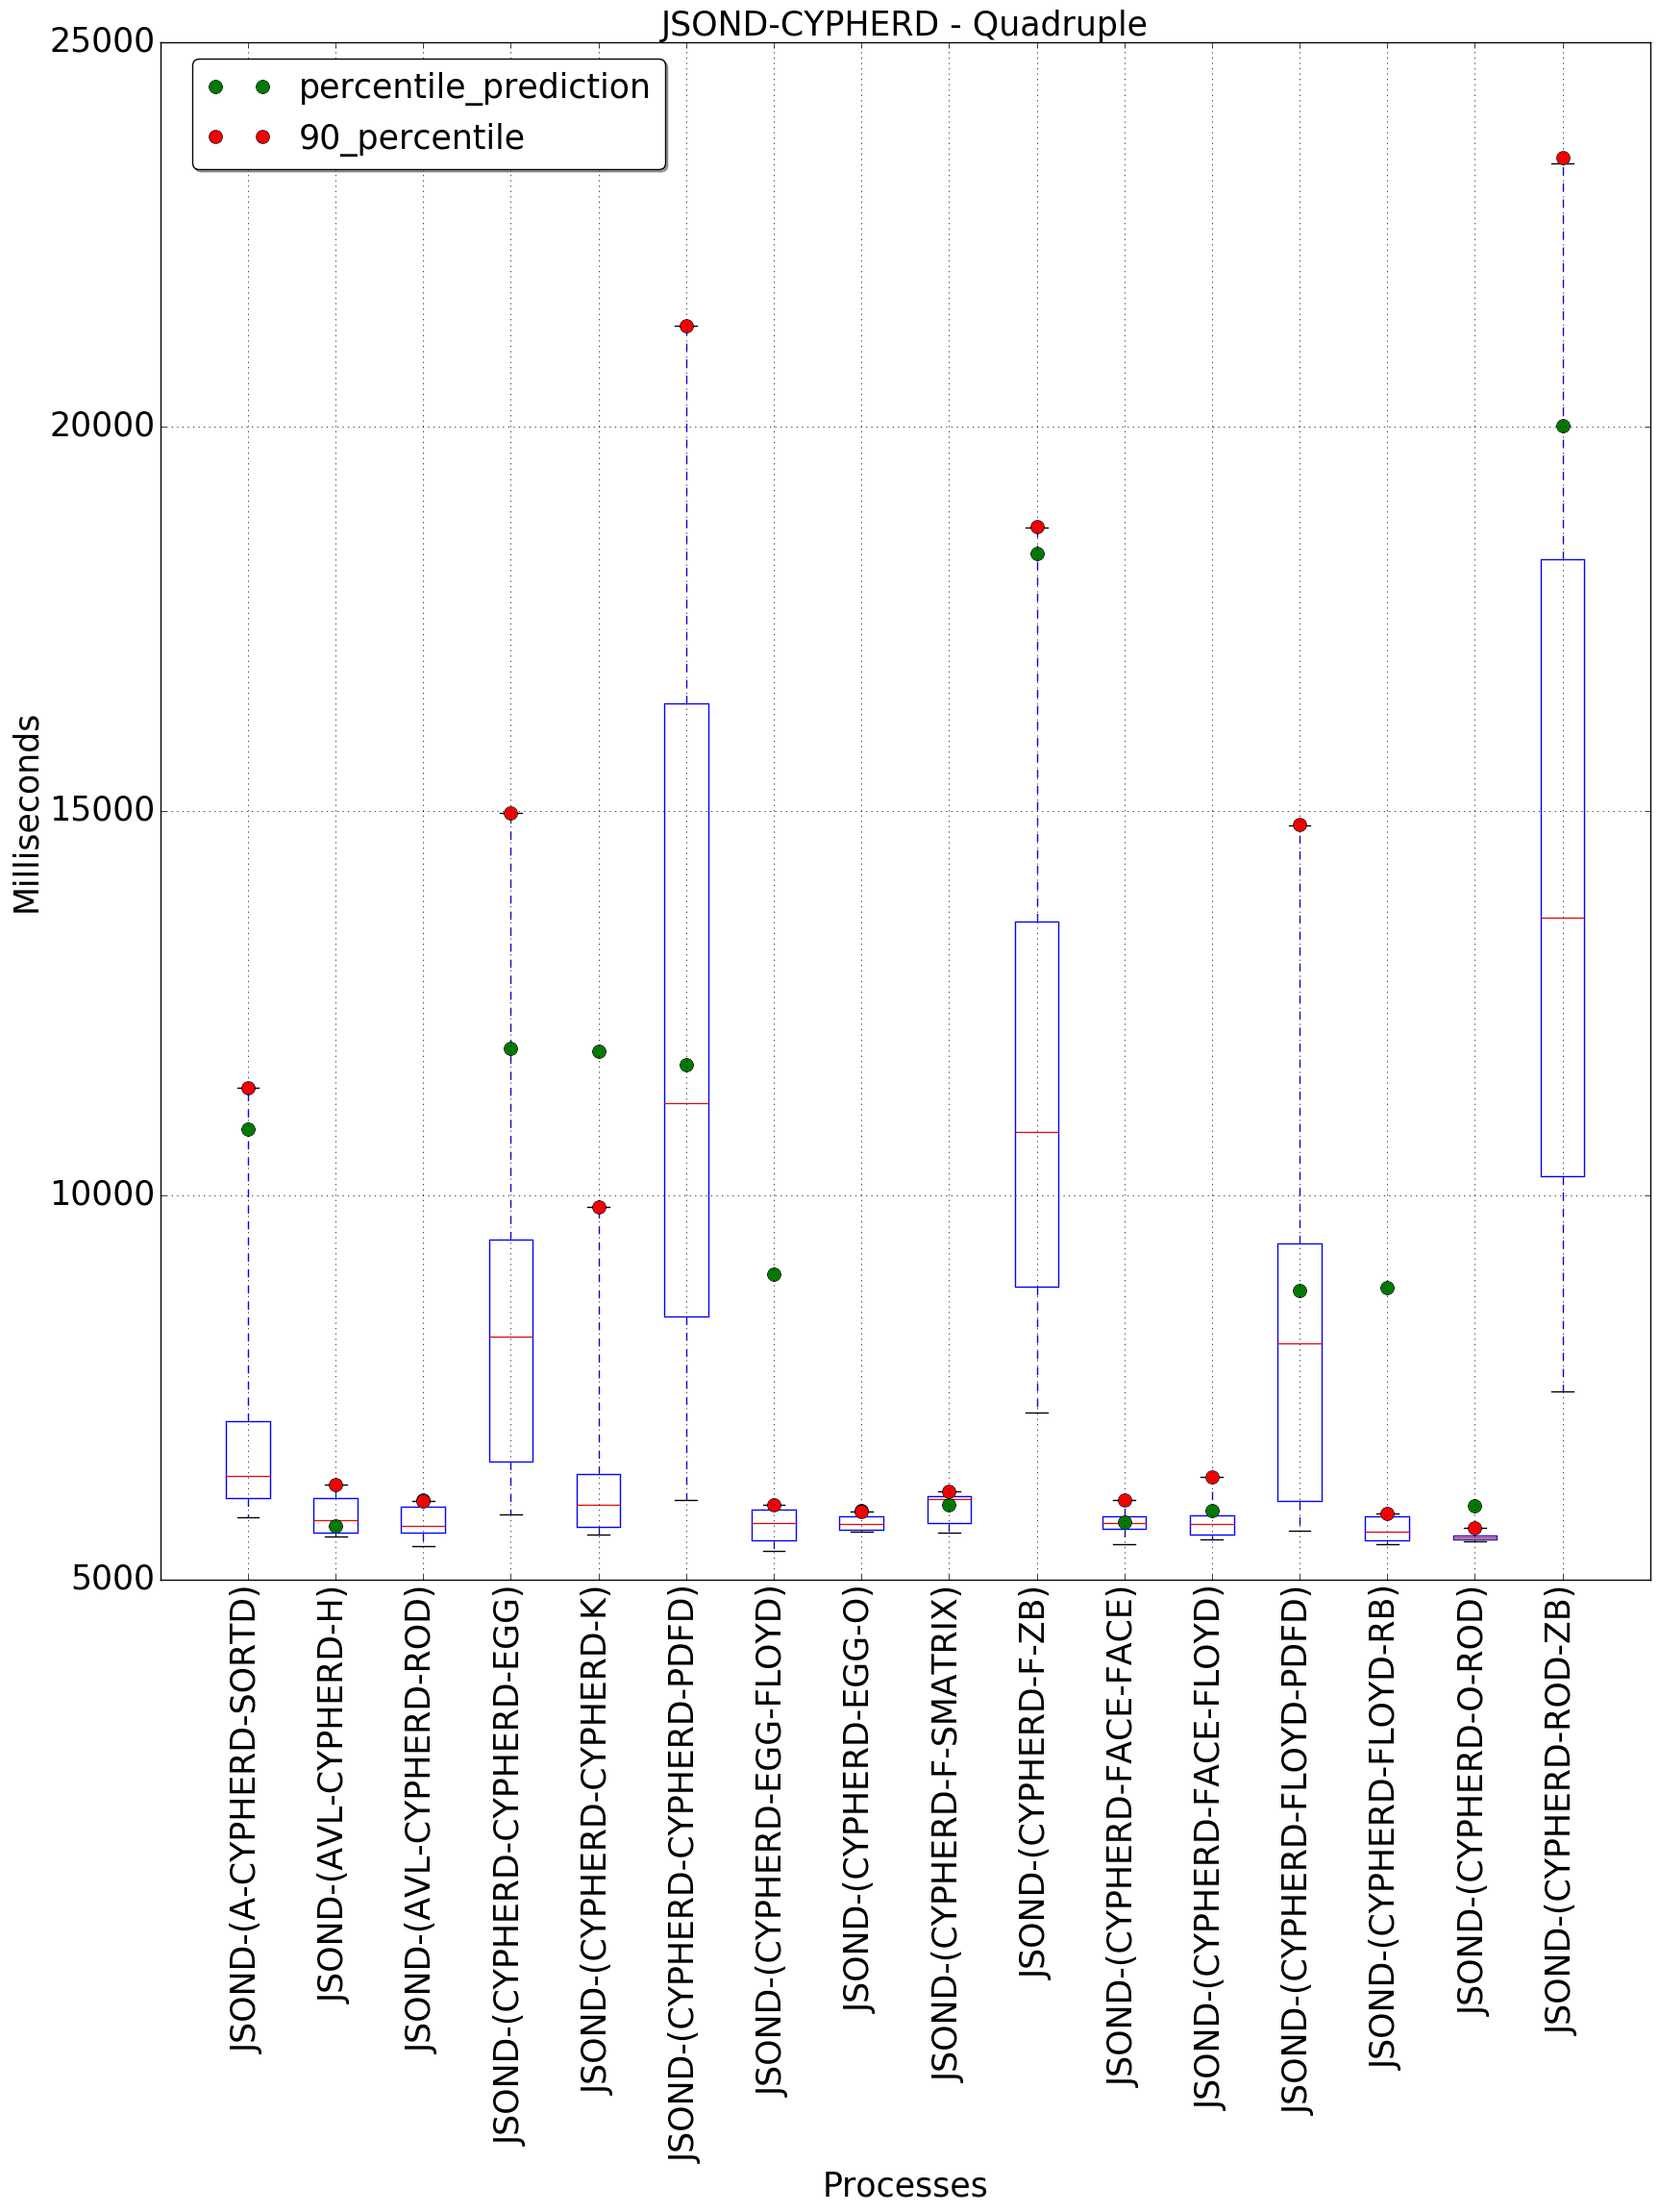 JSOND-CYPHERD - Quadruple
25000
percentile_prediction
90_percentile
20000
15000
Milliseconds
10000
5000
JSOND-(A-CYPHERD-SORTD)
JSOND-(AVL-CYPHERD-H)
JSOND-(AVL-CYPHERD-ROD)
JSOND-(CYPHERD-CYPHERD-EGG)
JSOND-(CYPHERD-CYPHERD-K)
JSOND-(CYPHERD-CYPHERD-PDFD)
JSOND-(CYPHERD-EGG-FLOYD)
JSOND-(CYPHERD-EGG-O)
JSOND-(CYPHERD-F-SMATRIX)
JSOND-(CYPHERD-F-ZB)
JSOND-(CYPHERD-FACE-FACE)
JSOND-(CYPHERD-FACE-FLOYD)
JSOND-(CYPHERD-FLOYD-PDFD)
JSOND-(CYPHERD-FLOYD-RB)
JSOND-(CYPHERD-O-ROD)
JSOND-(CYPHERD-ROD-ZB)
Processes